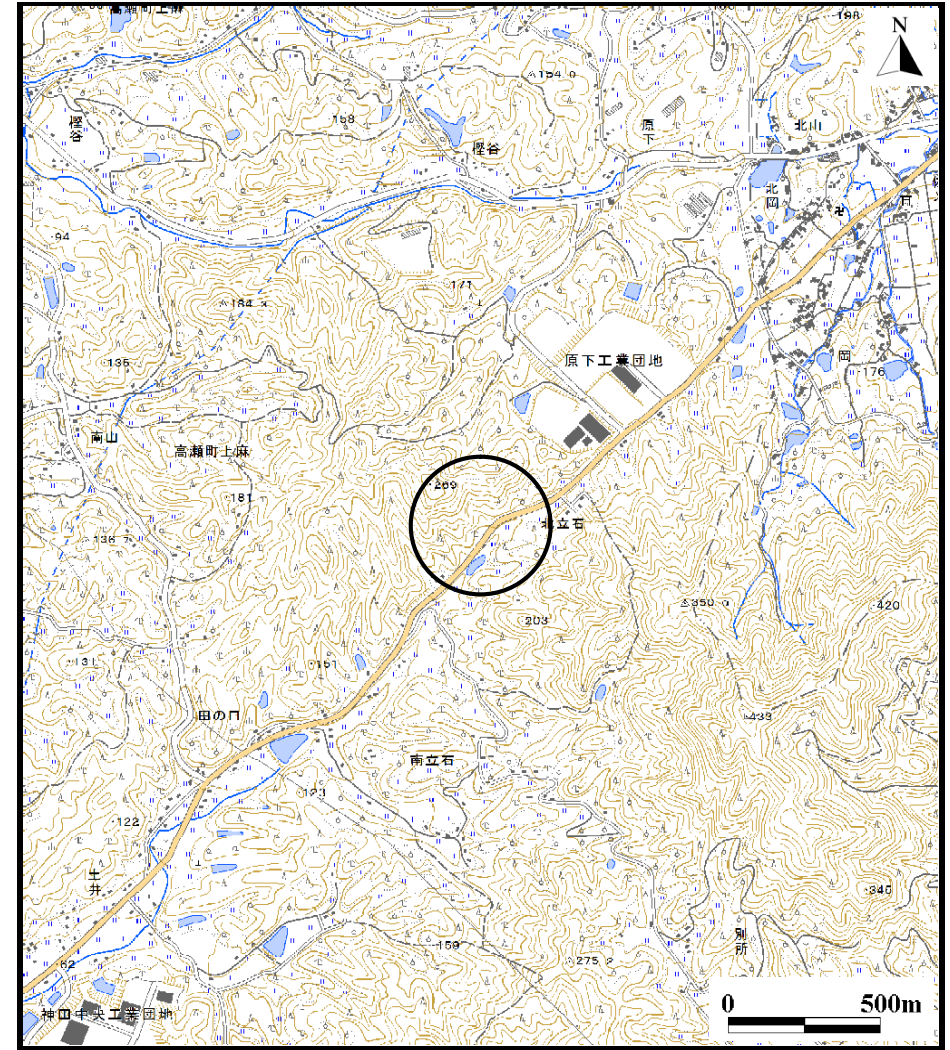 高瀬町上麻
198
N
154.0
158
樫谷
樫谷
原下
北山
北岡
94
171
184.3
135
原下工業団地
岡
176
南山
高瀬町上麻
181
269
北立石
136.7
350
420
203
131
151
433
田の口
南立石
123
122
土井
345
別所
159
275.2
62
神田中央工業団地
0
500m